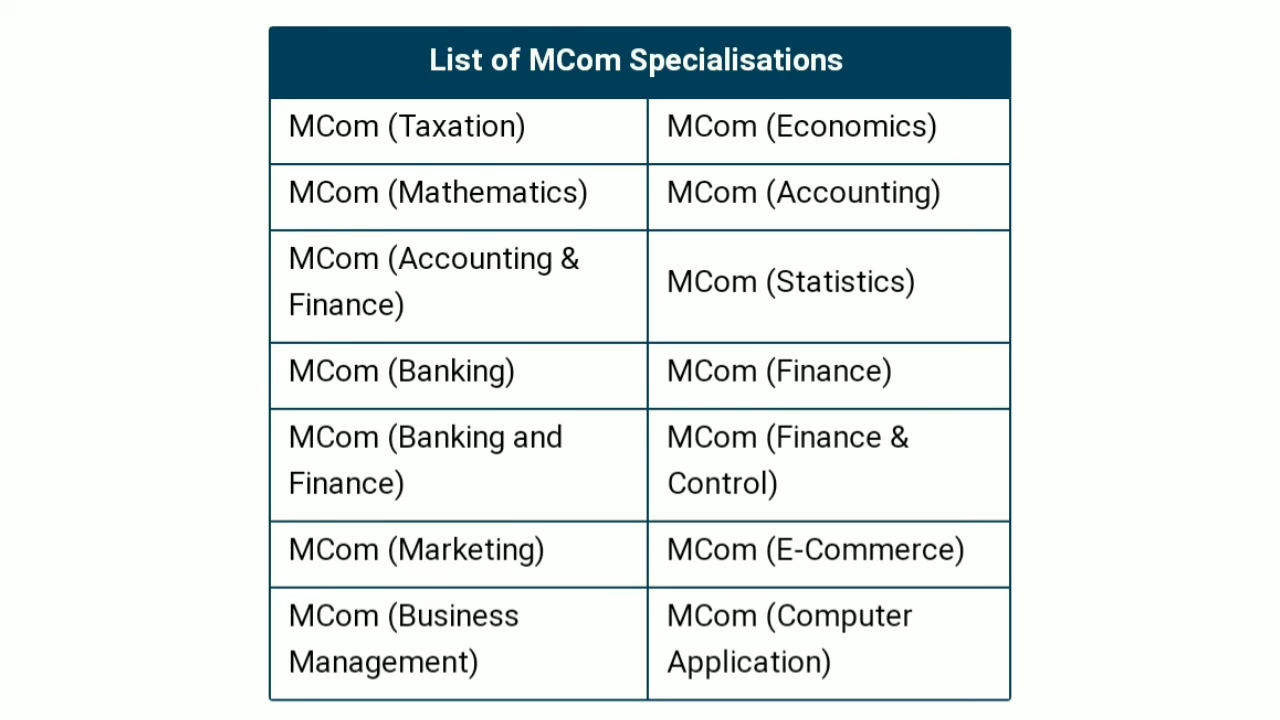 List of MCom Specialisations
MCom (Taxation)
MCom (Economics)
MCom (Mathematics)
MCom (Accounting)
MCom (Accounting &
Finance)
MCom (Statistics)
MCom (Banking)
MCom (Finance)
MCom (Banking and
Finance)
MCom (Finance &
Control)
MCom (Marketing)
MCom (E-Commerce)
MCom (Business
Management)
MCom (Computer
Application)